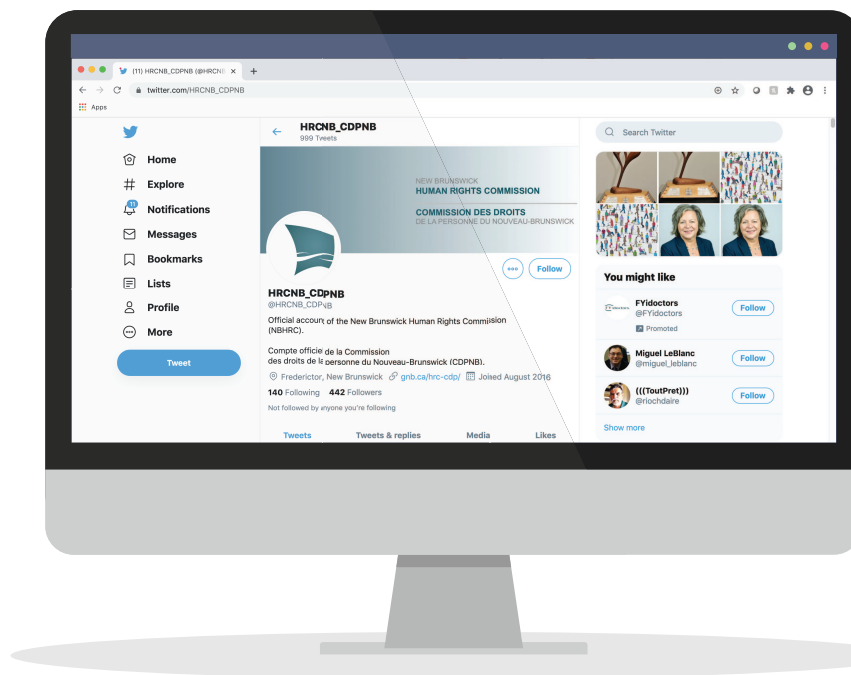 (11) HRCNB_CDPNB (@HRCNB
twitter.com/HRCNB_CDPNB
Apps
Home
Explore
11
Notifications
Messages
Bookmarks
Lists
Profile
More
Tweet
HRCNB_CDPNB
999 Tweets
NEW BRUNSWICK
HUMAN RIGHTS COMMISSION
COMMISSION DES DROITS
DE LA PERSONNE DU NOUVEAU-BRUNSWICK
Follow
HRCNB_CDPNB
@HRCNB_CDPNB
Official account of the New Brunswick Human Rights Commission
(NBHRC).
Compte officiel de la Commission
des droits de la personne du Nouveau-Brunswick (CDPNB).
Fredericton, New Brunswick gnb.ca/hrc-cdp/ Joined August 2016
140 Following 442 Followers
Not followed by anyone you're following
Tweets Tweets & replies Media Likes
Search Twitter
You might like
FYidoctors
@FYidoctors
Promoted
Follow
Miguel LeBlanc
@miguel_leblanc
Follow
(((ToutPret)))
@riochdaire
Follow
Show more